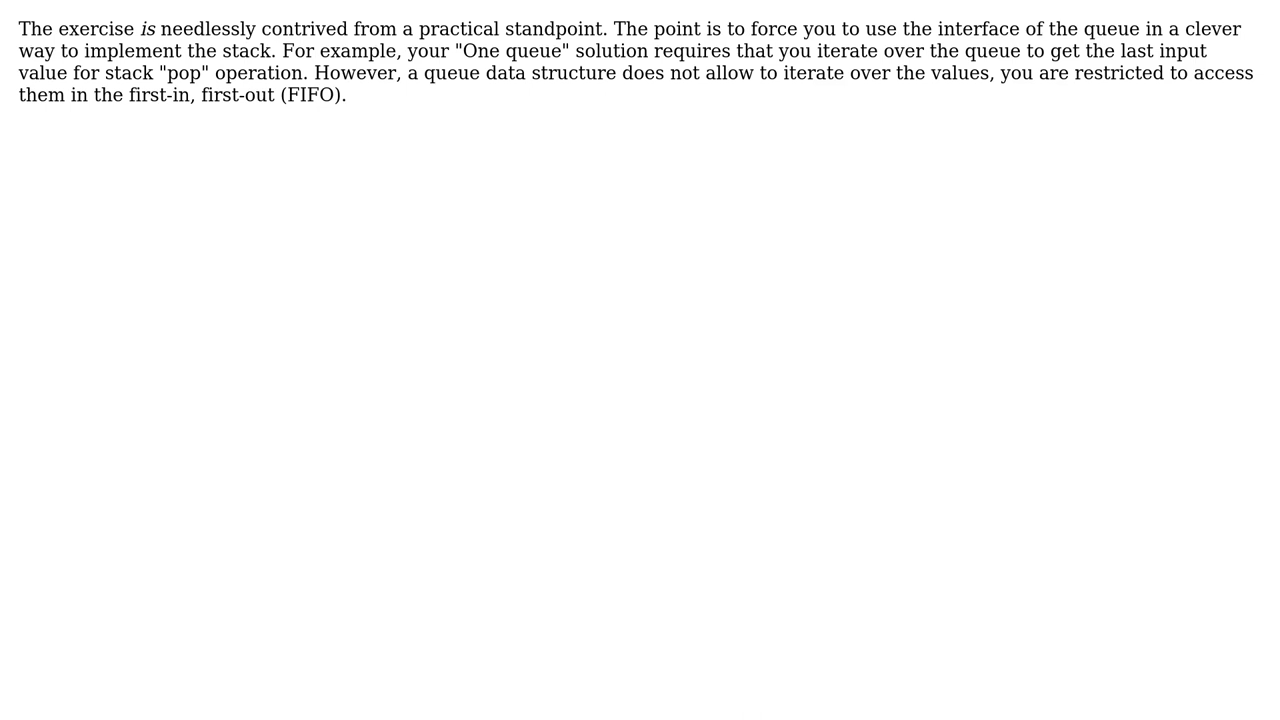 The exercise is needlessly contrived from a practical standpoint. The point is to force you to use the interface of the queue in a clever
way to implement the stack. For example, your "One queue" solution requires that you iterate over the queue to get the last input
value for stack "pop" operation. However, a queue data structure does not allow to iterate over the values, you are restricted to access
them in the first-in, first-out (FIFO).